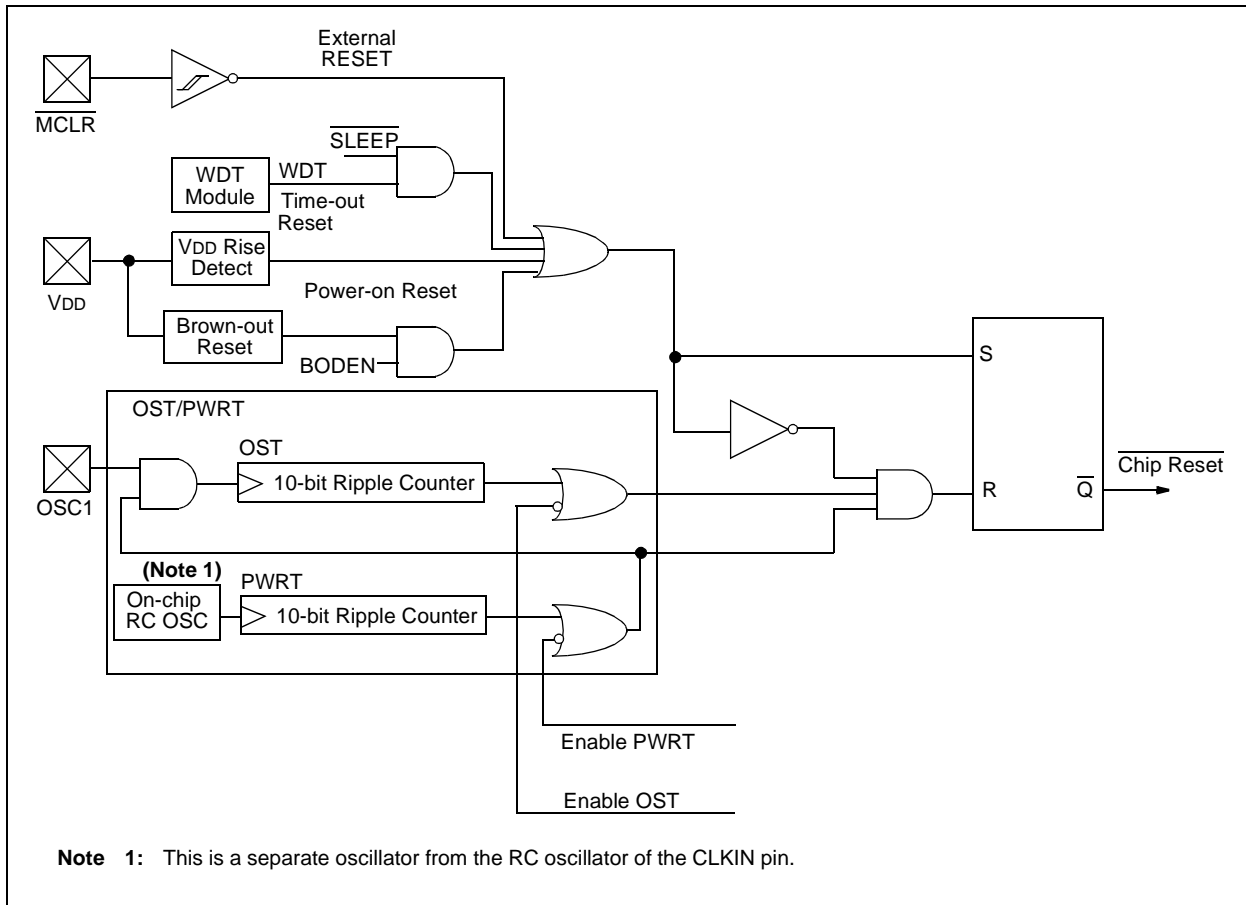 External
RESET
MCLR
SLEEP
WDT
Module
WDT
Time-out
Reset
VDD Rise
Detect
VDD
Power-on Reset
Brown-out
Reset
BODEN
S
OST/PWRT
OST
10-bit Ripple Counter
OSC1
Chip Reset
R
Q
(Note 1)
PWRT
On-chip
RC OSC
10-bit Ripple Counter
Enable PWRT
Enable OST
Note 1: This is a separate oscillator from the RC oscillator of the CLKIN pin.